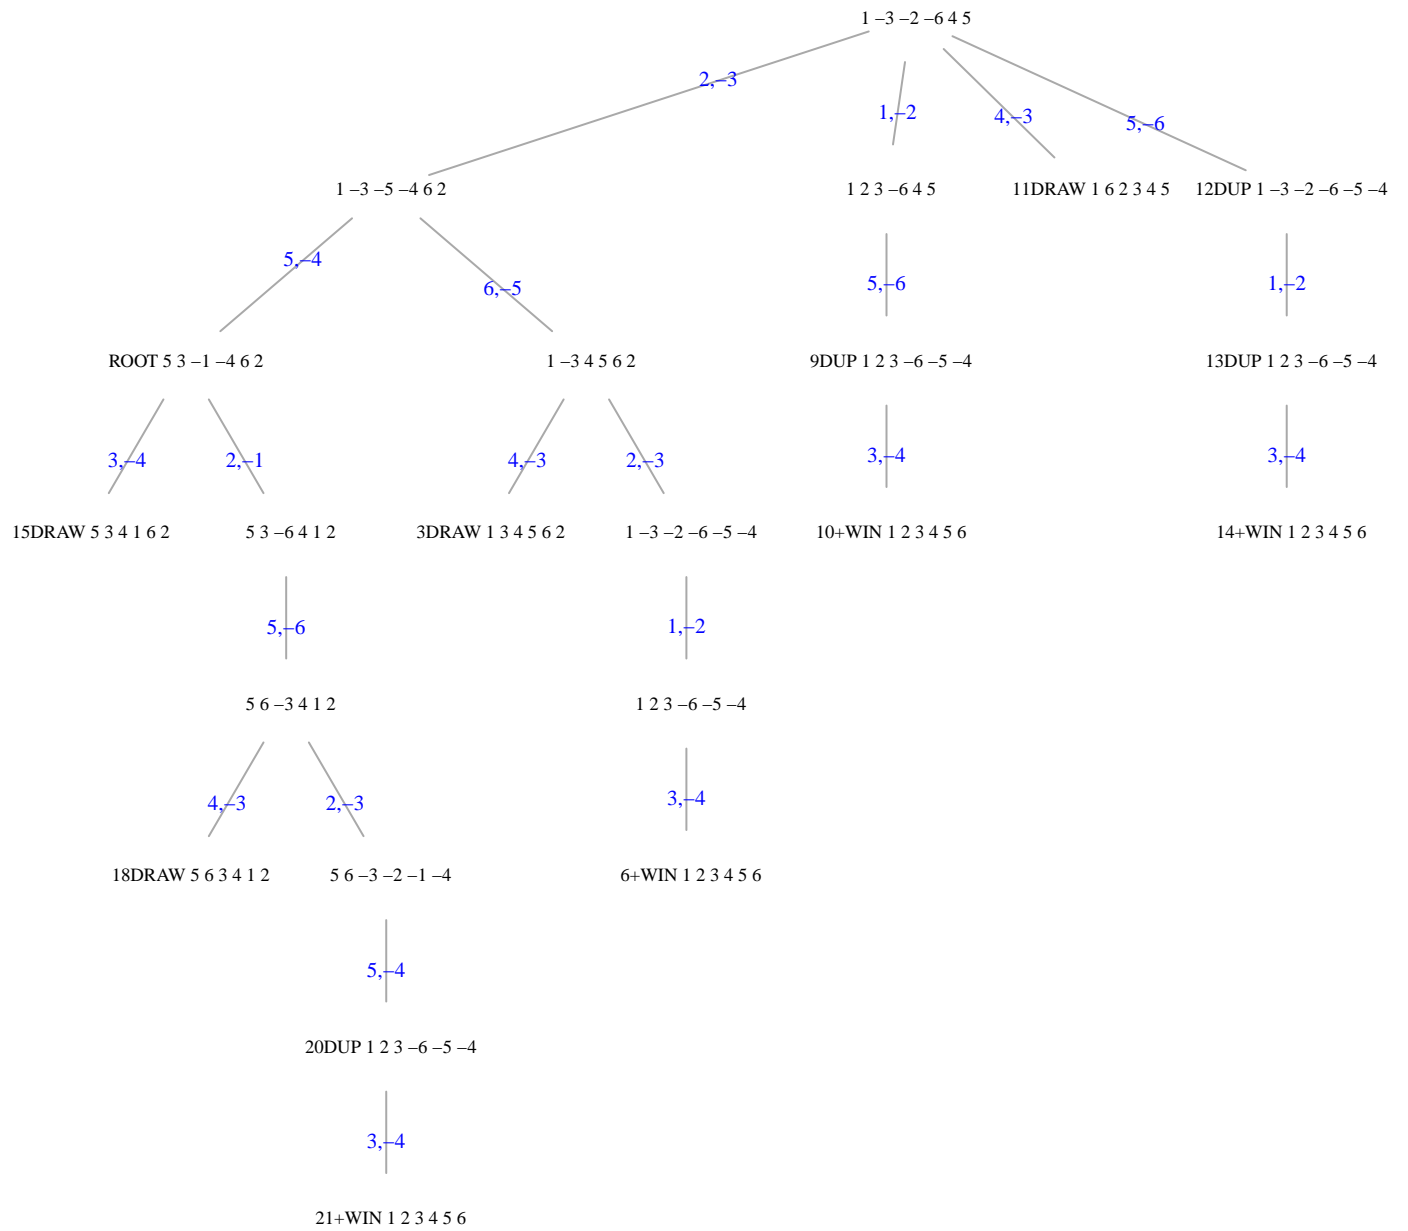 1 –3 –2 –6 4 5
2,–3
1,–2
4,–3
5,–6
1 –3 –5 –4 6 2
1 2 3 –6 4 5
11DRAW 1 6 2 3 4 5
12DUP 1 –3 –2 –6 –5 –4
5,–4
6,–5
5,–6
1,–2
ROOT 5 3 –1 –4 6 2
1 –3 4 5 6 2
9DUP 1 2 3 –6 –5 –4
13DUP 1 2 3 –6 –5 –4
3,–4
2,–1
4,–3
2,–3
3,–4
3,–4
15DRAW 5 3 4 1 6 2
5 3 –6 4 1 2
3DRAW 1 3 4 5 6 2
1 –3 –2 –6 –5 –4
10+WIN 1 2 3 4 5 6
14+WIN 1 2 3 4 5 6
5,–6
1,–2
5 6 –3 4 1 2
1 2 3 –6 –5 –4
4,–3
2,–3
3,–4
18DRAW 5 6 3 4 1 2
5 6 –3 –2 –1 –4
6+WIN 1 2 3 4 5 6
5,–4
20DUP 1 2 3 –6 –5 –4
3,–4
21+WIN 1 2 3 4 5 6